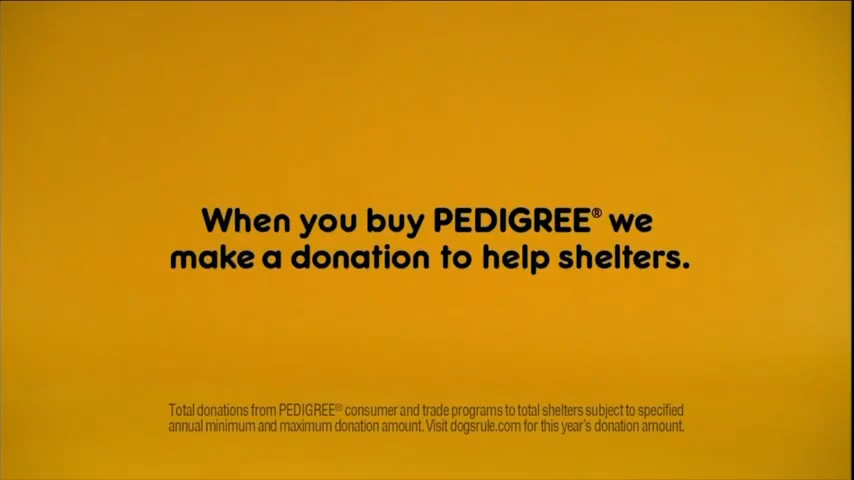 When you buy PEDIGREE® we
make a donation to help shelters.
Total donations from PEDIGREE® consumer and trade programs to total shelters subject to specified
annual minimum and maximum donation amount. Visit dogsrule.com for this year's donation amount.